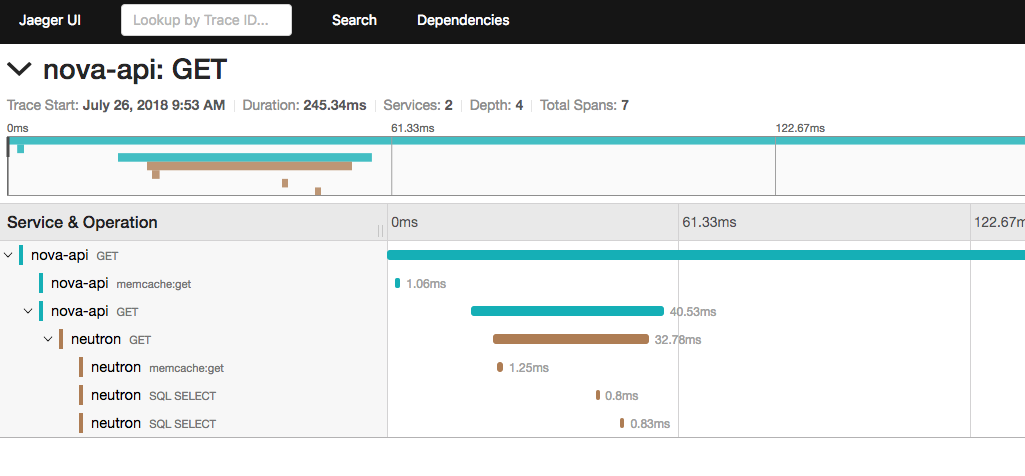 Jaeger UI Lookup by Trace ID... Search Dependencies
nova-api: GET
Trace Start: July 26, 2018 9:53 AM Duration: 245.34ms Services: 2 Depth: 4 Total Spans: 7
0ms 61.33ms 122.67ms
Service & Operation 0ms 61.33ms 122.67m
nova-api GET
nova-api memcache:get 1.06ms
nova-api GET 40.53ms
neutron GET 32.78ms
neutron memcache:get 1.25ms
neutron SQL SELECT 0.8ms
neutron SQL SELECT 0.83ms